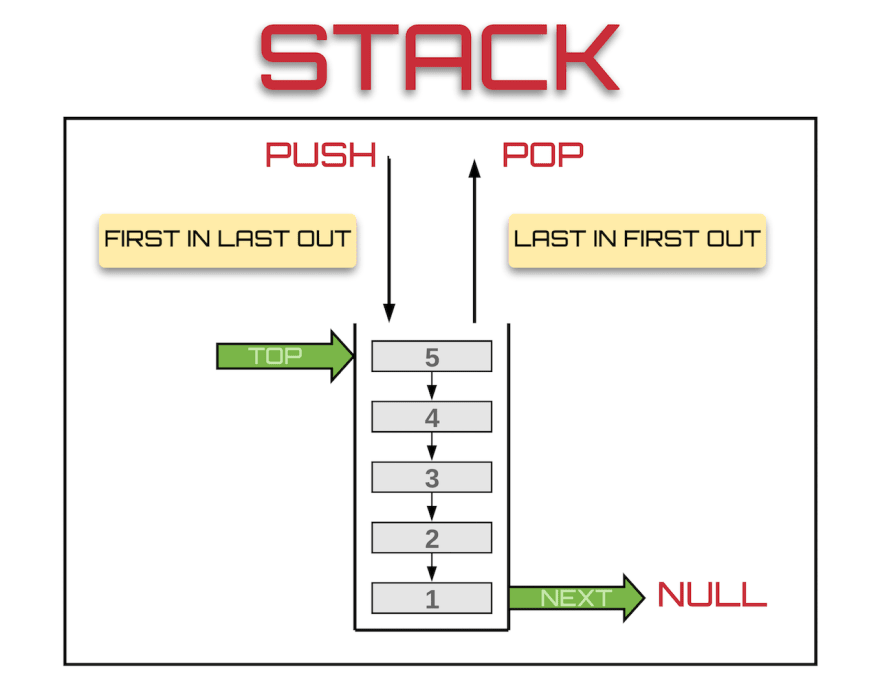 STACK
PUSH
POP
FIRST IN LAST OUT
LAST IN FIRST OUT
TOP
5
4
3
2
1
NEXT
NULL